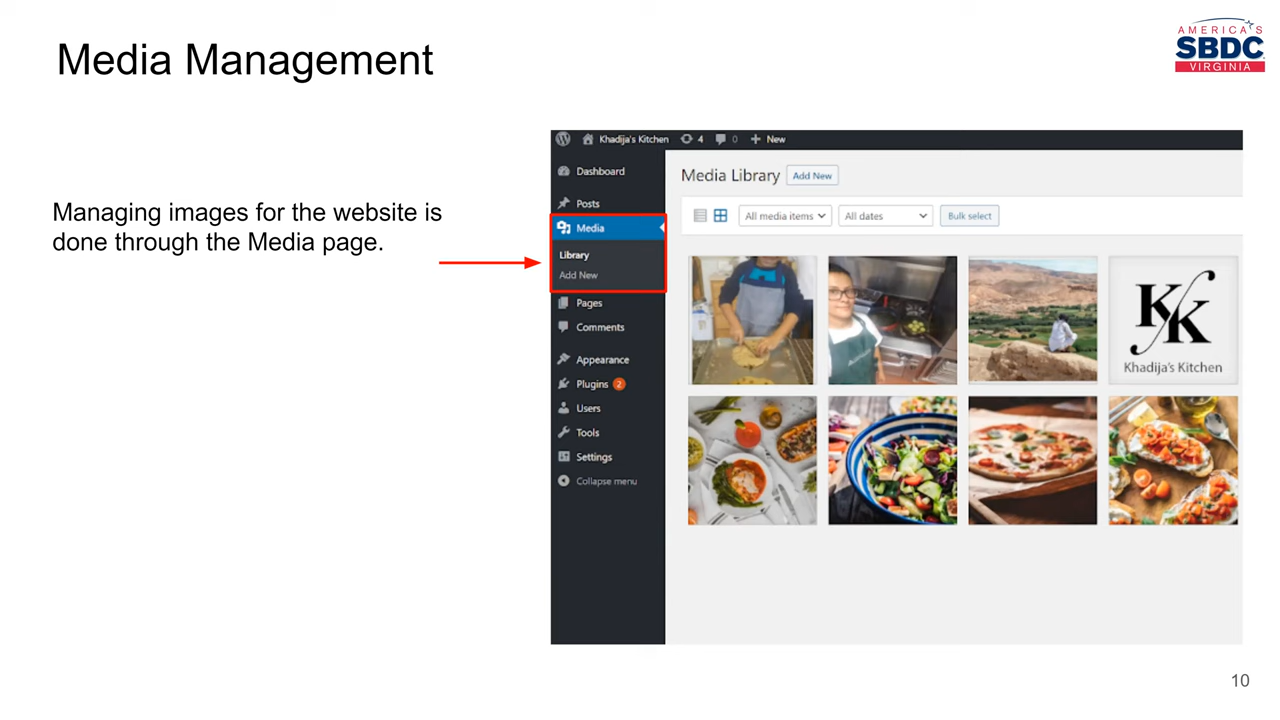 Media Management
AMERICA'S
SBDC
VIRGINIA
Managing images for the website is
done through the Media page.
Khadija's Kitchen 4 0 New
Dashboard
Posts
Media
Library
Add New
Pages
Comments
Appearance
Plugins 2
Users
Tools
Settings
Collapse menu
Media Library Add New
All media items All dates Bulk select
KK
Khadija's Kitchen
10